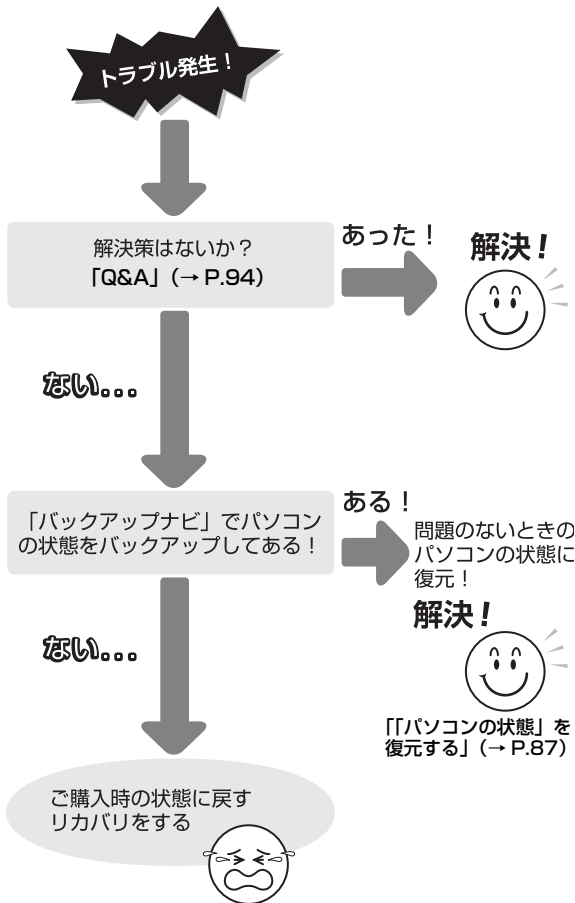 トラブル発生！
解決策はないか？
「Q&A」（→ P.94）
あった！
解決！
ない...
「バックアップナビ」でパソコン
の状態をバックアップしてある！
ある！
問題のないときの
パソコンの状態に
復元！
解決！
「「パソコンの状態」を
復元する」（→ P.87）
ない...
ご購入時の状態に戻す
リカバリをする